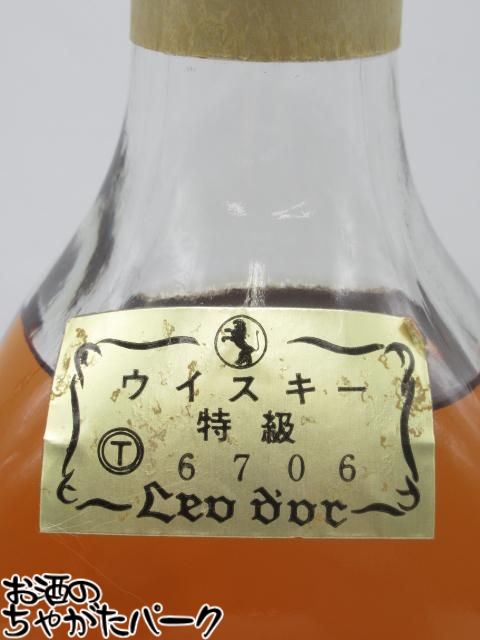 ウイスキー
特級
Ⓣ 6706
Leo d'or
お酒の
ちゃがたパーク